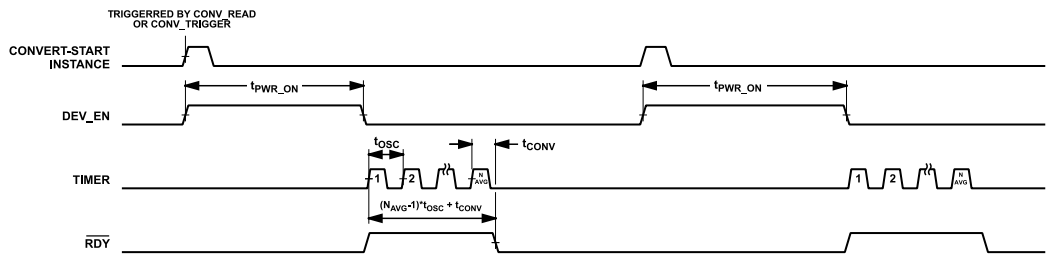 TRIGGERRED BY CONV_READ
OR CONV_TRIGGER
CONVERT-START
INSTANCE
tPWR_ON
tPWR_ON
DEV_EN
tOSC
tCONV
TIMER
1
2
N
AVG
1
2
N
AVG
(NAVG-1)*tOSC + tCONV
RDY